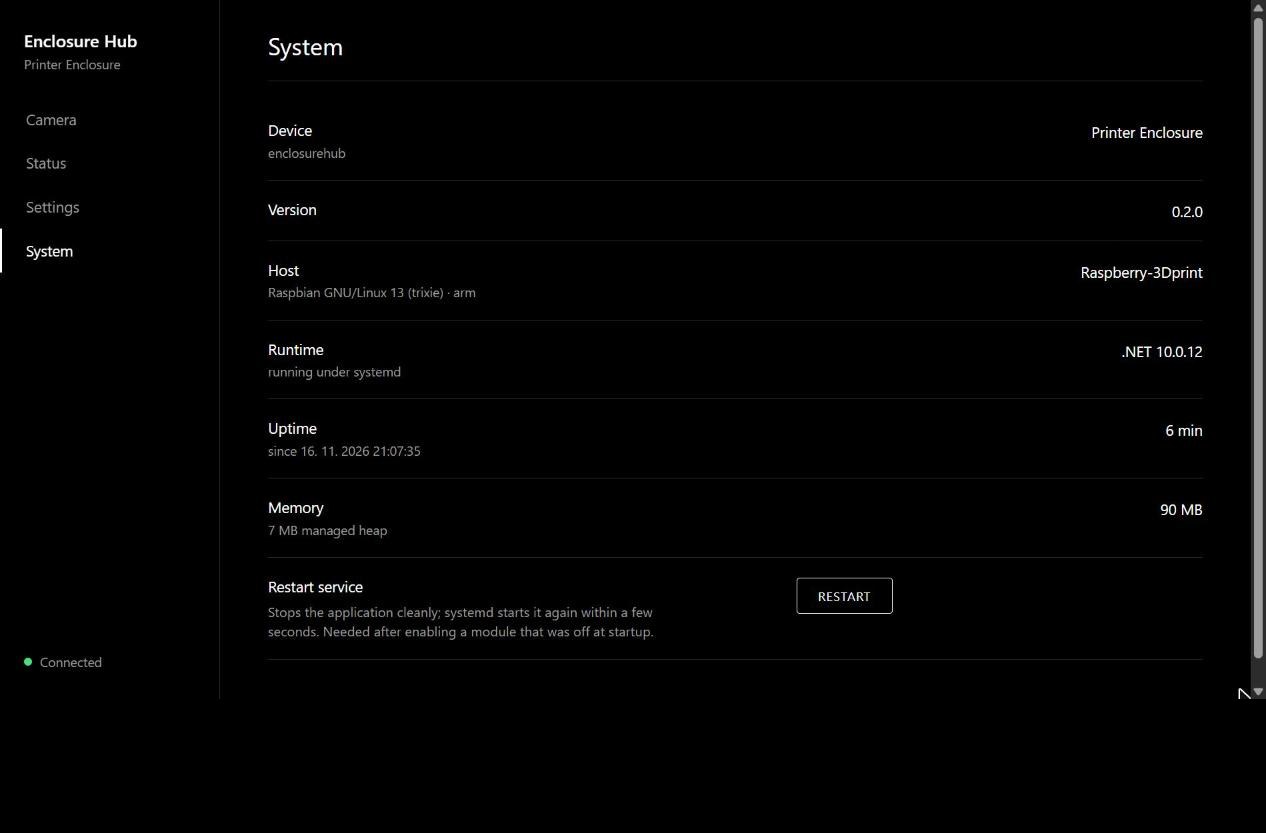 Enclosure Hub
Printer Enclosure
Camera
Status
Settings
System
Connected
System
Device
enclosurehub
Printer Enclosure
Version
0.2.0
Host
Raspbian GNU/Linux 13 (trixie) · arm
Raspberry-3Dprint
Runtime
running under systemd
.NET 10.0.12
Uptime
since 16. 11. 2026 21:07:35
6 min
Memory
7 MB managed heap
90 MB
Restart service
Stops the application cleanly; systemd starts it again within a few
seconds. Needed after enabling a module that was off at startup.
RESTART